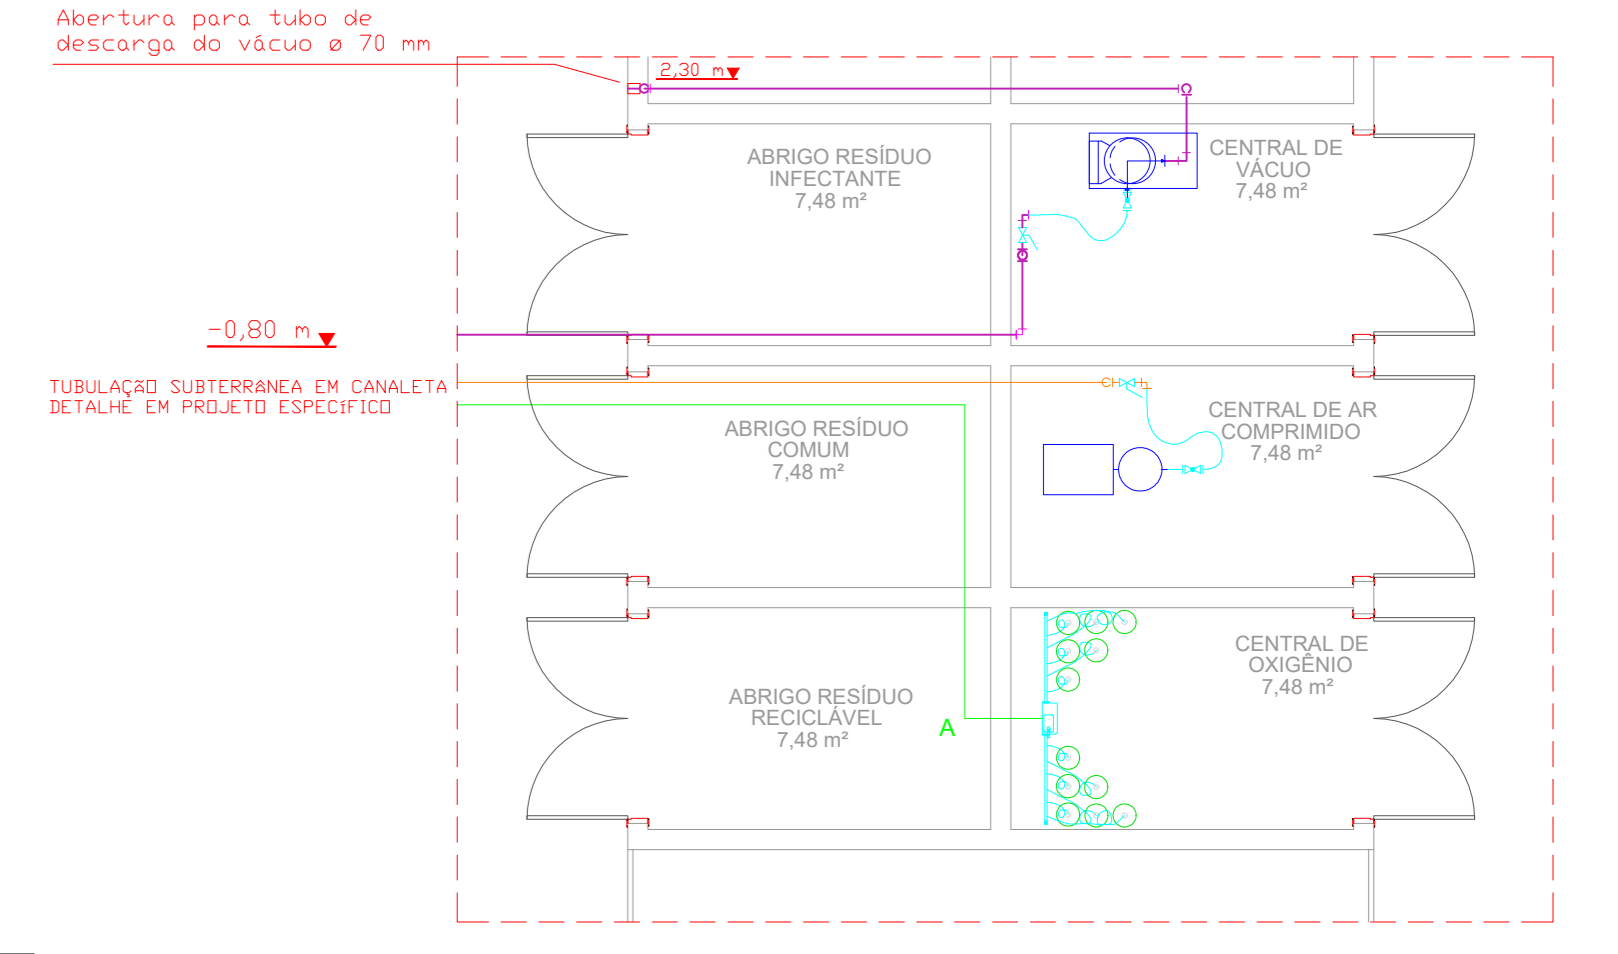 Abertura para tubo de
descarga do vácuo ø 70 mm
2,30 m
ABRIGO RESÍDUO
INFECTANTE
7,48 m²
CENTRAL DE
VÁCUO
7,48 m²
-0,80 m
TUBULAÇÃO SUBTERRÂNEA EM CANALETA
DETALHE EM PROJETO ESPECÍFICO
ABRIGO RESÍDUO
COMUM
7,48 m²
CENTRAL DE AR
COMPRIMIDO
7,48 m²
ABRIGO RESÍDUO
RECICLÁVEL
7,48 m²
A
CENTRAL DE
OXIGÊNIO
7,48 m²